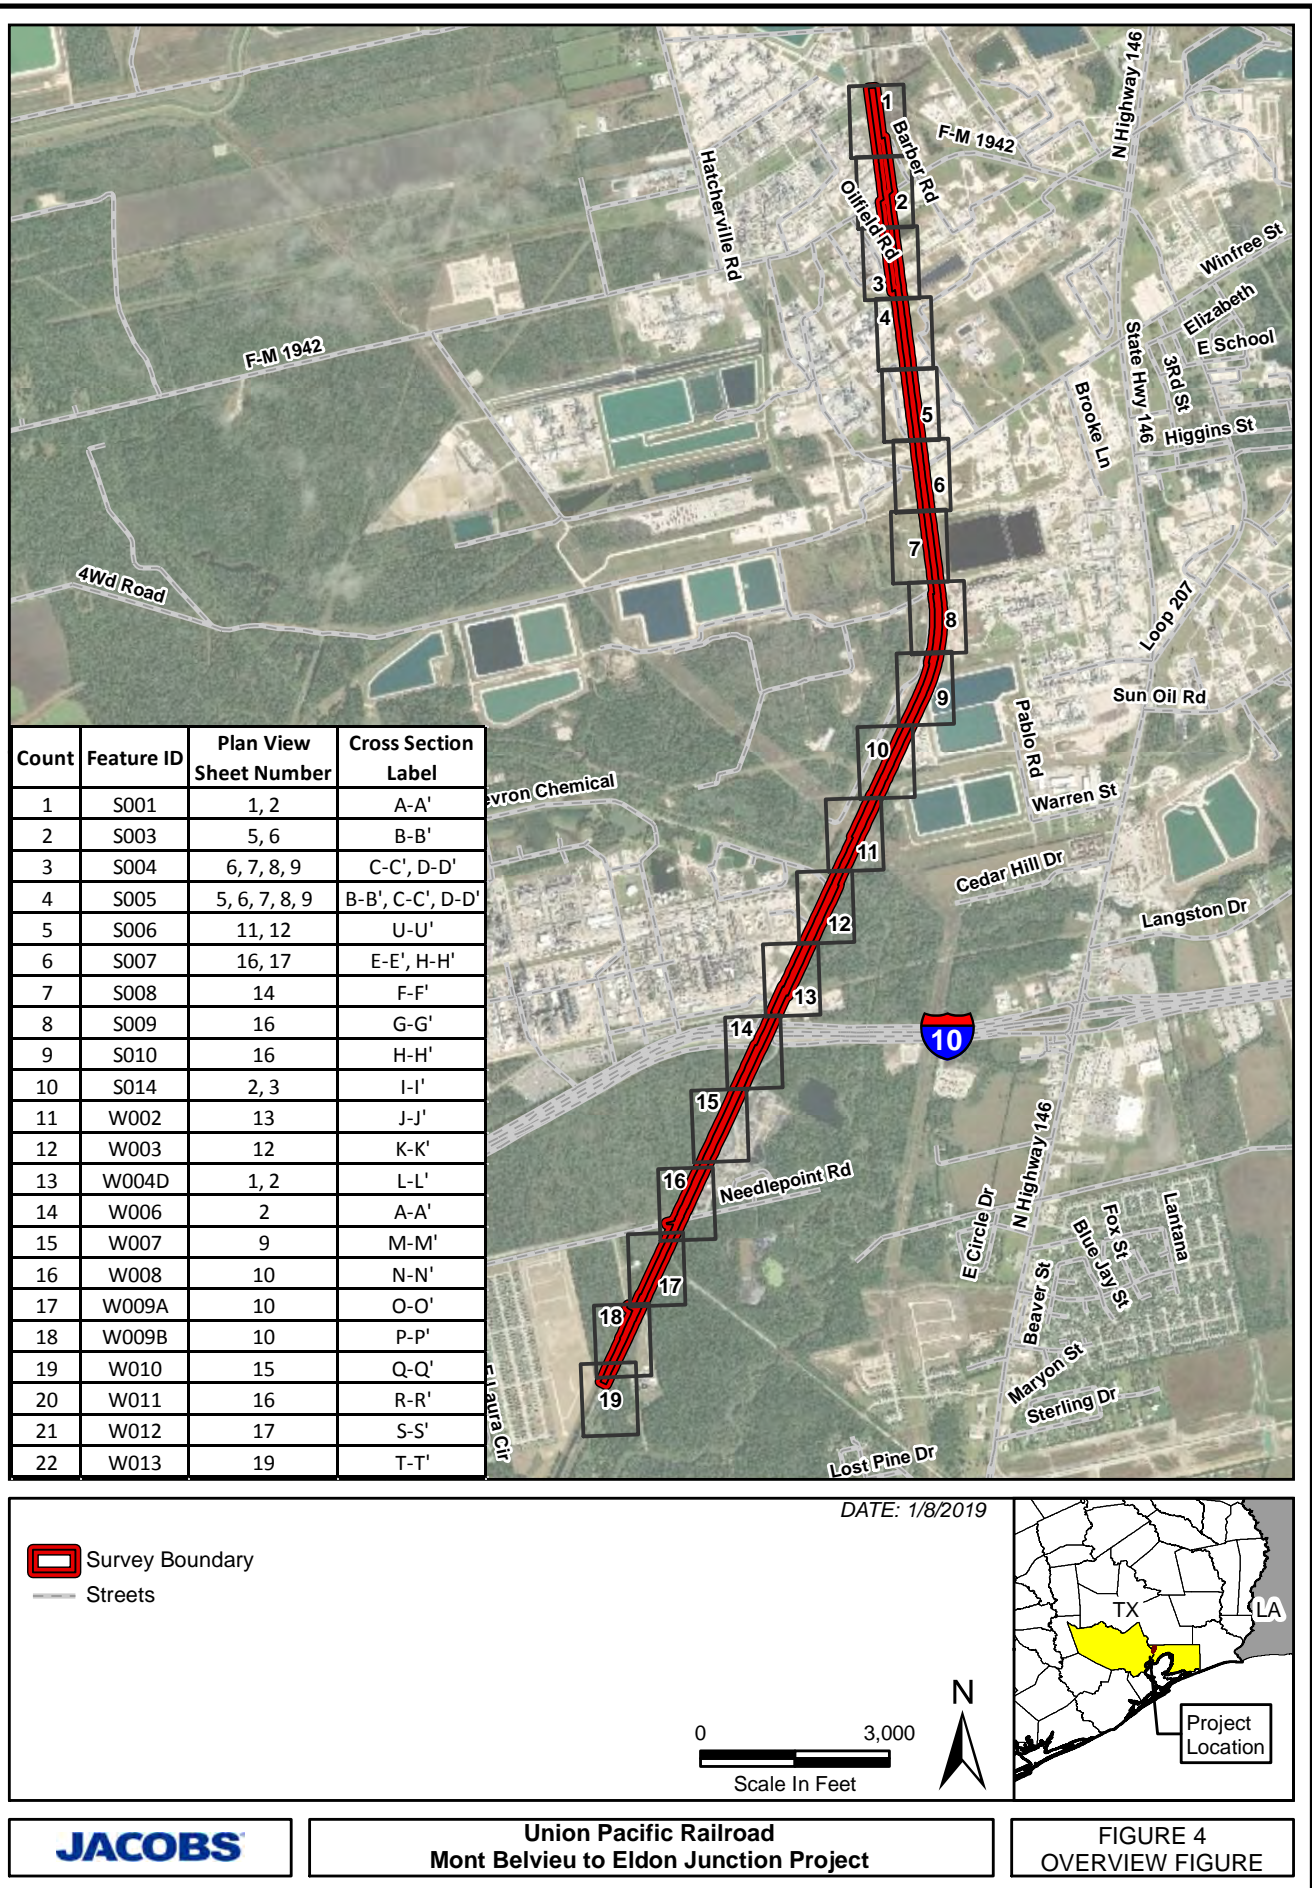 1
Barber Rd
F-M 1942
N Highway 146
Hatcherville Rd
2
Oilfield Rd
Winfree St
3
4
Elizabeth
E School
State Hwy 146
3Rd St
F-M 1942
Brooke Ln
5
Higgins St
6
7
4Wd Road
8
Loop 207
9
Sun Oil Rd
Pablo Rd
10
evron Chemical
Warren St
11
Cedar Hill Dr
12
Langston Dr
13
14
10
15
N Highway 146
16
Needlepoint Rd
E Circle Dr
Fox St
Lantana
Blue Jay St
17
Beaver St
18
Maryon St
19
Sterling Dr
E Laura Cir
Lost Pine Dr
Count Feature ID Plan View Sheet Number Cross Section Label
1 S001 1, 2 A-A'
2 S003 5, 6 B-B'
3 S004 6, 7, 8, 9 C-C', D-D'
4 S005 5, 6, 7, 8, 9 B-B', C-C', D-D'
5 S006 11, 12 U-U'
6 S007 16, 17 E-E', H-H'
7 S008 14 F-F'
8 S009 16 G-G'
9 S010 16 H-H'
10 S014 2, 3 I-I'
11 W002 13 J-J'
12 W003 12 K-K'
13 W004D 1, 2 L-L'
14 W006 2 A-A'
15 W007 9 M-M'
16 W008 10 N-N'
17 W009A 10 O-O'
18 W009B 10 P-P'
19 W010 15 Q-Q'
20 W011 16 R-R'
21 W012 17 S-S'
22 W013 19 T-T'
DATE: 1/8/2019
Survey Boundary
Streets
0 3,000
Scale In Feet
N
TX
LA
Project
Location
JACOBS
Union Pacific Railroad
Mont Belvieu to Eldon Junction Project
FIGURE 4
OVERVIEW FIGURE